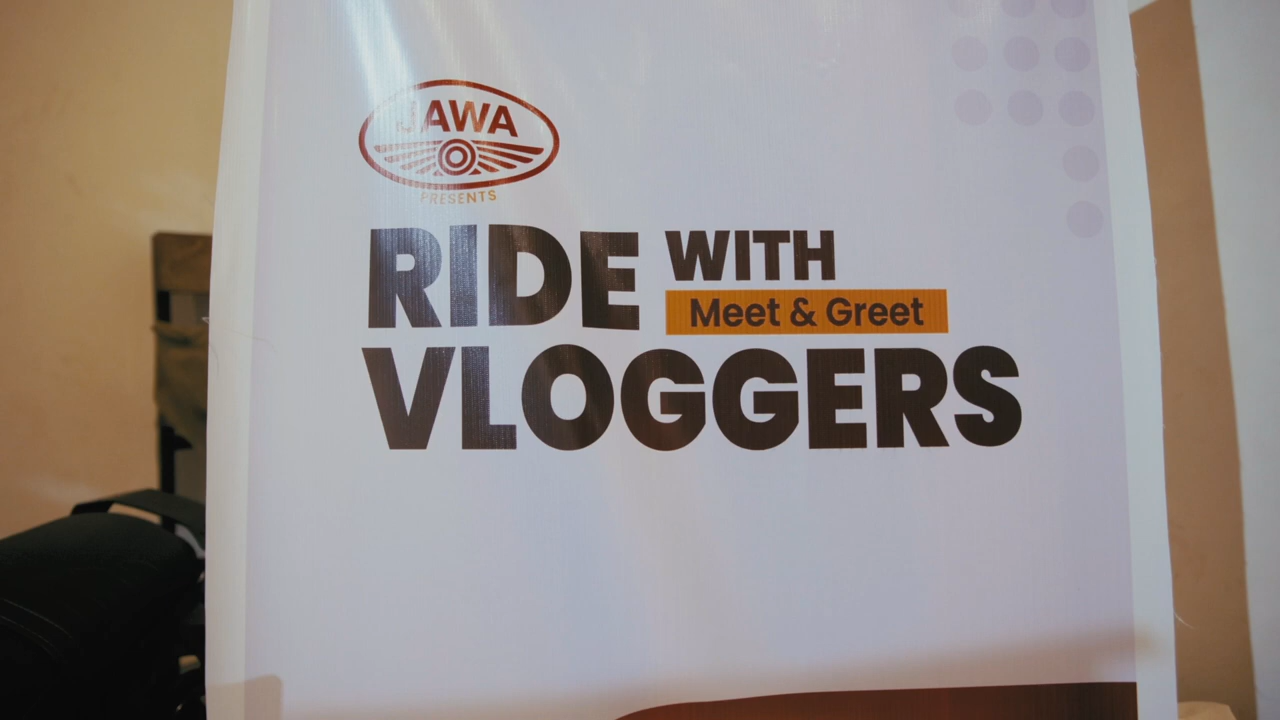 JAWA
PRESENTS
RIDE WITH
Meet & Greet
VLOGGERS